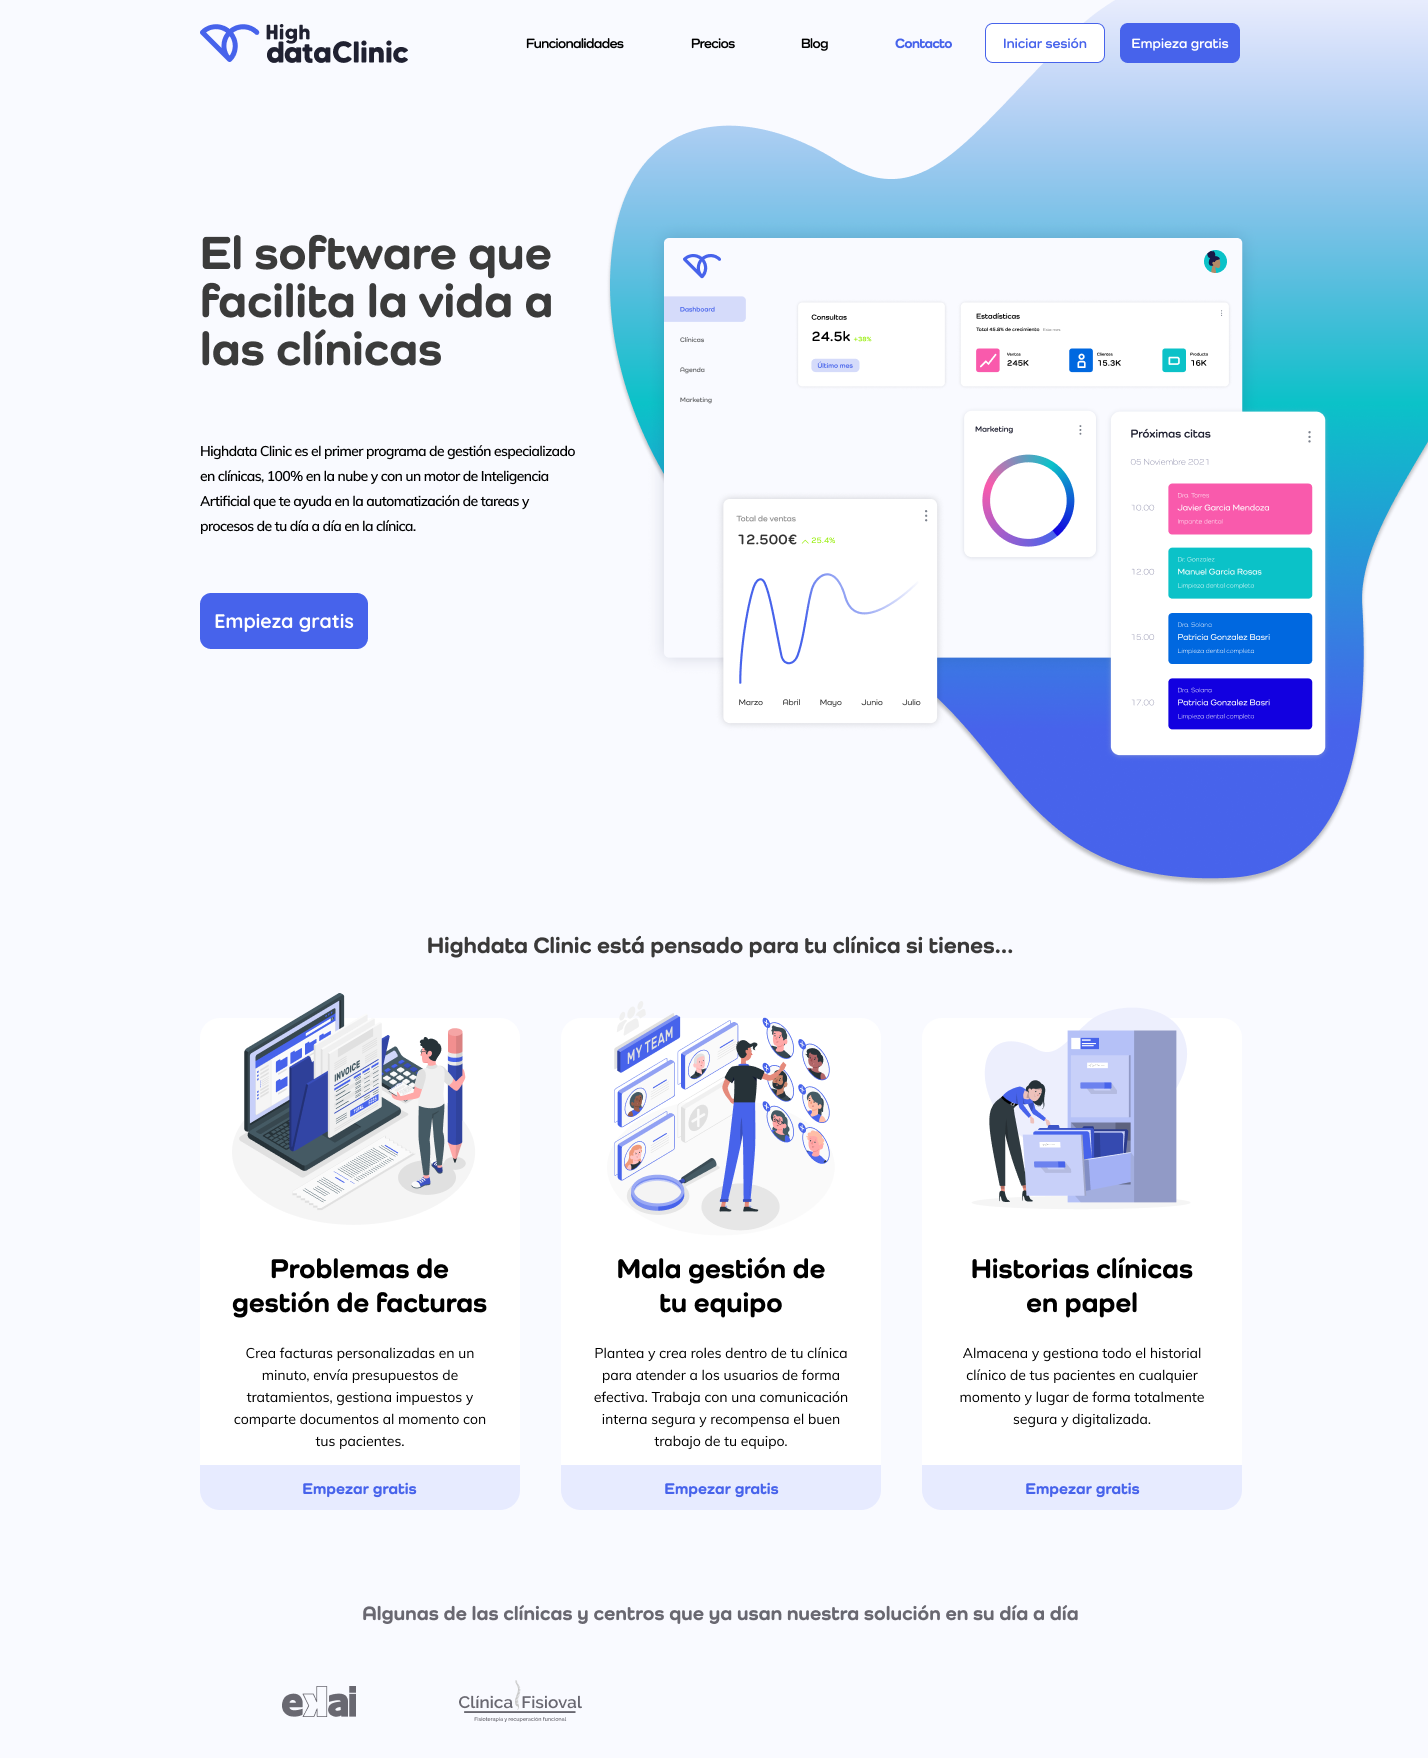 High
dataClinic
Funcionalidades
Precios
Blog
Contacto
Iniciar sesión
Empieza gratis
El software que
facilita la vida a
las clínicas
Highdata Clinic es el primer programa de gestión especializado
en clínicas, 100% en la nube y con un motor de Inteligencia
Artificial que te ayuda en la automatización de tareas y
procesos de tu día a día en la clínica.
Empieza gratis
Dashboard
Clínicas
Agenda
Marketing
Consultas
24.5k
+38%
Último mes
Estadísticas
Total 45.8% de crecimiento
Ventas
245K
Clientes
15.3K
Producto
16K
Marketing
Total de ventas
12.500€
25.4%
Marzo
Abril
Mayo
Junio
Julio
Próximas citas
05 Noviembre 2021
10.00
Dra. Torres
Javier Garcia Mendoza
12.00
Dr. Gonzalez
Manuel Garcia Rosas
Limpieza dental completa
15.00
Dra. Solano
Patricia Gonzalez Basri
Limpieza dental completa
17.00
Dra. Solano
Patricia Gonzalez Basri
Limpieza dental completa
Highdata Clinic está pensado para tu clínica si tienes...
INVOICE
MY TEAM
Problemas de
gestión de facturas
Crea facturas personalizadas en un
minuto, envía presupuestos de
tratamientos, gestiona impuestos y
comparte documentos al momento con
tus pacientes.
Empezar gratis
Mala gestión de
tu equipo
Plantea y crea roles dentro de tu clínica
para atender a los usuarios de forma
efectiva. Trabaja con una comunicación
interna segura y recompensa el buen
trabajo de tu equipo.
Empezar gratis
Historias clínicas
en papel
Almacena y gestiona todo el historial
clínico de tus pacientes en cualquier
momento y lugar de forma totalmente
segura y digitalizada.
Empezar gratis
Algunas de las clínicas y centros que ya usan nuestra solución en su día a día
ekai
Clínica Fisioval
Fisioterapia y recuperación funcional